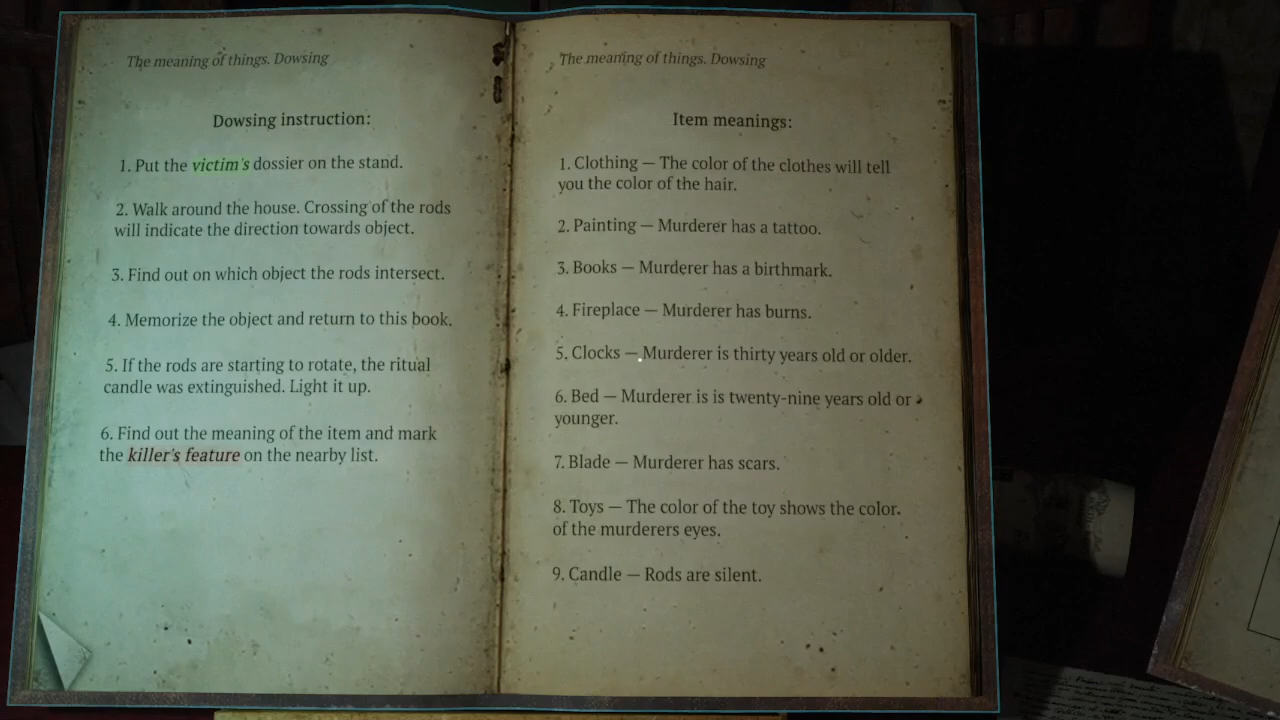 The meaning of things. Dowsing
Dowsing instruction:
1. Put the victim's dossier on the stand.
2. Walk around the house. Crossing of the rods
will indicate the direction towards object.
3. Find out on which object the rods intersect.
4. Memorize the object and return to this book.
5. If the rods are starting to rotate, the ritual
candle was extinguished. Light it up.
6. Find out the meaning of the item and mark
the killer's feature on the nearby list.
The meaning of things. Dowsing
Item meanings:
1. Clothing — The color of the clothes will tell
you the color of the hair.
2. Painting — Murderer has a tattoo.
3. Books — Murderer has a birthmark.
4. Fireplace — Murderer has burns.
5. Clocks — Murderer is thirty years old or older.
6. Bed — Murderer is is twenty-nine years old or
younger.
7. Blade — Murderer has scars.
8. Toys — The color of the toy shows the color
of the murderers eyes.
9. Candle — Rods are silent.